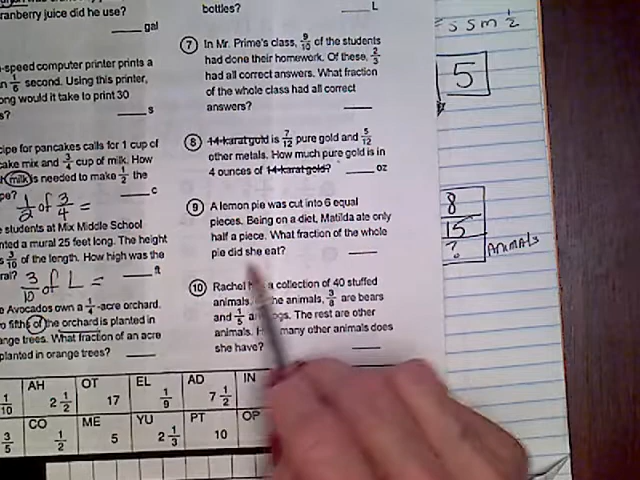 ranberry juice did he use?
gal
-speed computer printer prints a
1/6 second. Using this printer,
ong would it take to print 30
s?
s
cipe for pancakes calls for 1 cup of
cake mix and 3/4 cup of milk. How
milk is needed to make 1/2 the
pe?
c
1/2 of 3/4 =
students at Mix Middle School
nted a mural 25 feet long. The height
3/10 of the length. How high was the
ral?
ft
3/10 of L =
Avocados own a 1/4-acre orchard.
o fifths of the orchard is planted in
ange trees. What fraction of an acre
planted in orange trees?
bottles?
L
7 In Mr. Prime's class, 9/10 of the students
had done their homework. Of these, 2/3
had all correct answers. What fraction
of the whole class had all correct
answers?
8 14-karat gold is 7/12 pure gold and 5/12
other metals. How much pure gold is in
4 ounces of 14-karat gold?
oz
9 A lemon pie was cut into 6 equal
pieces. Being on a diet, Matilda ate only
half a piece. What fraction of the whole
pie did she eat?
10 Rachel a collection of 40 stuffed
animals. animals, 3/8 are bears
and 1/5 The rest are other
animals. many other animals does
she have?
1/10 AH 2 1/2 OT 17 EL 1/9 AD 7 1/2 IN
3/5 CO 1/2 ME 5 YU 2 1/3 PT 10 OP
1/2
5
8
15
? Animals